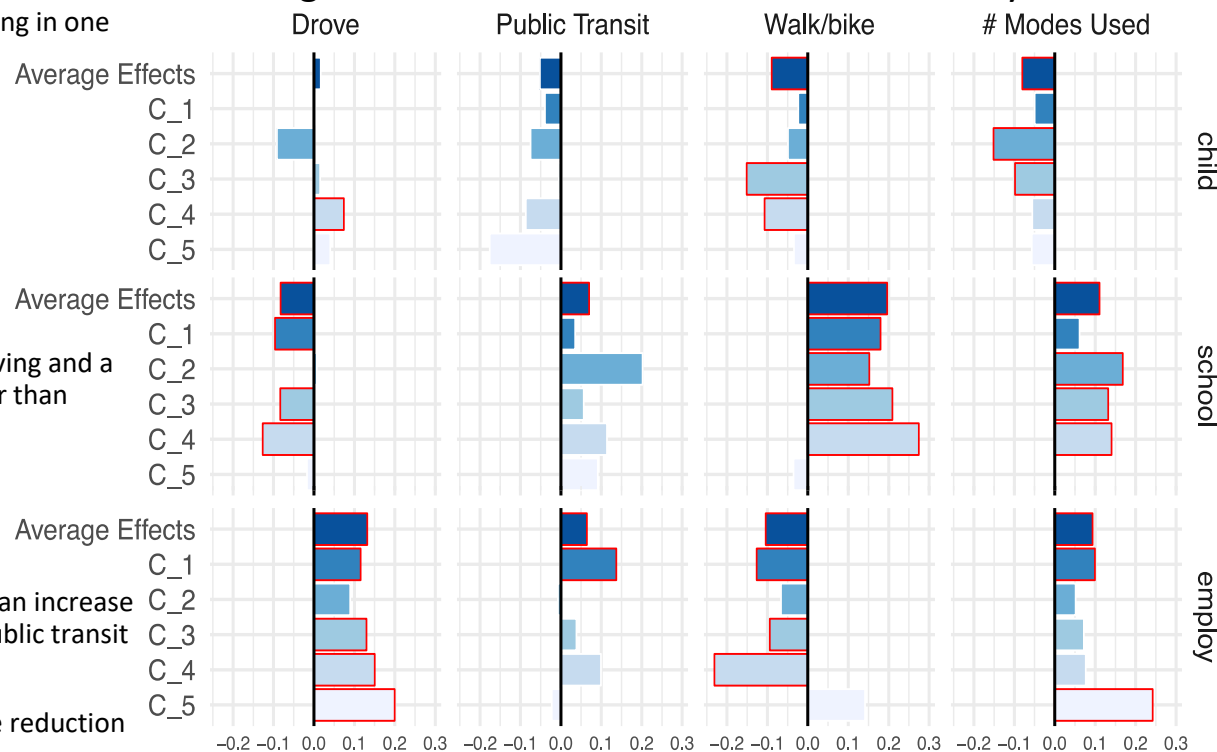 ing in one
Drove Public Transit Walk/bike # Modes Used
Average Effects
C_1
C_2
C_3
C_4
C_5
child
Average Effects
C_1
C_2
C_3
C_4
C_5
school
ving and a
r than
Average Effects
C_1
C_2
C_3
C_4
C_5
employ
an increase
ublic transit
e reduction
−0.2 −0.1 0.0 0.1 0.2 0.3 −0.2 −0.1 0.0 0.1 0.2 0.3 −0.2 −0.1 0.0 0.1 0.2 0.3 −0.2 −0.1 0.0 0.1 0.2 0.3